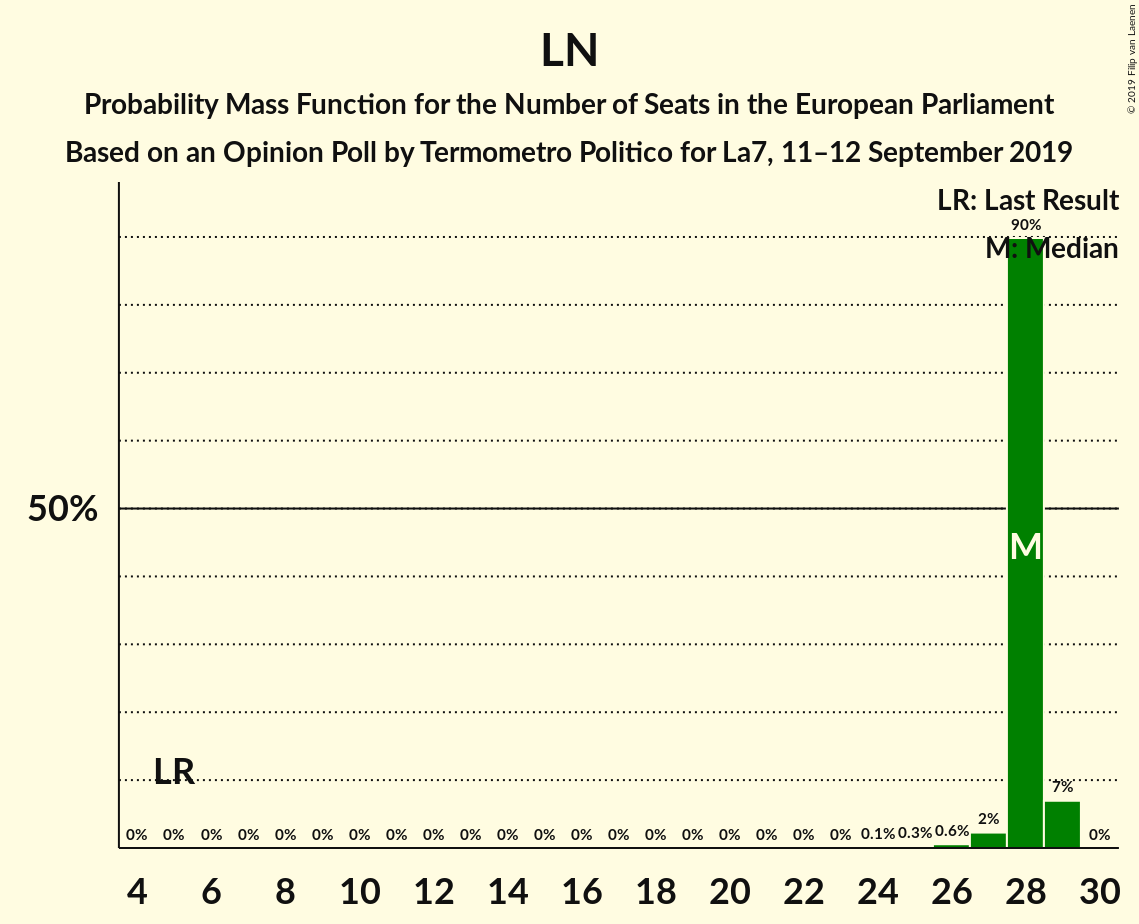 LN
Probability Mass Function for the Number of Seats in the European Parliament
Based on an Opinion Poll by Termometro Politico for La7, 11–12 September 2019
© 2019 Filip van Laenen
LR: Last Result
90%
M: Median
50%
M
LR
7%
0% 0% 0% 0% 0% 0% 0% 0% 0% 0% 0% 0% 0% 0% 0% 0% 0% 0% 0% 0% 0.1% 0.3% 0.6% 2% 0%
4 6 8 10 12 14 16 18 20 22 24 26 28 30